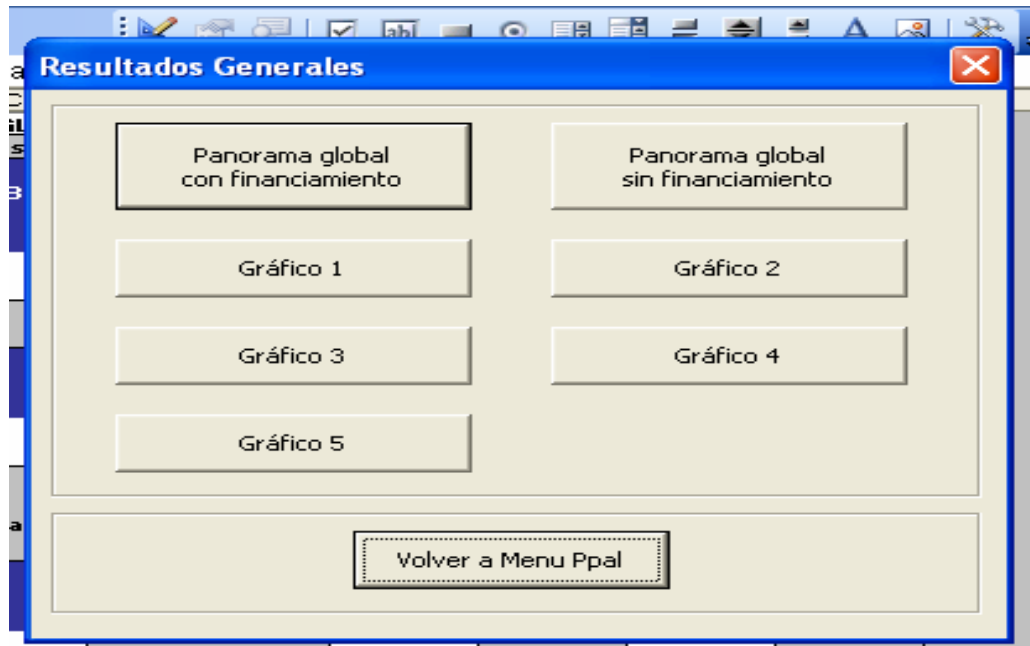 Resultados Generales
Panorama global
con financiamiento
Panorama global
sin financiamiento
Gráfico 1
Gráfico 2
Gráfico 3
Gráfico 4
Gráfico 5
Volver a Menu Ppal